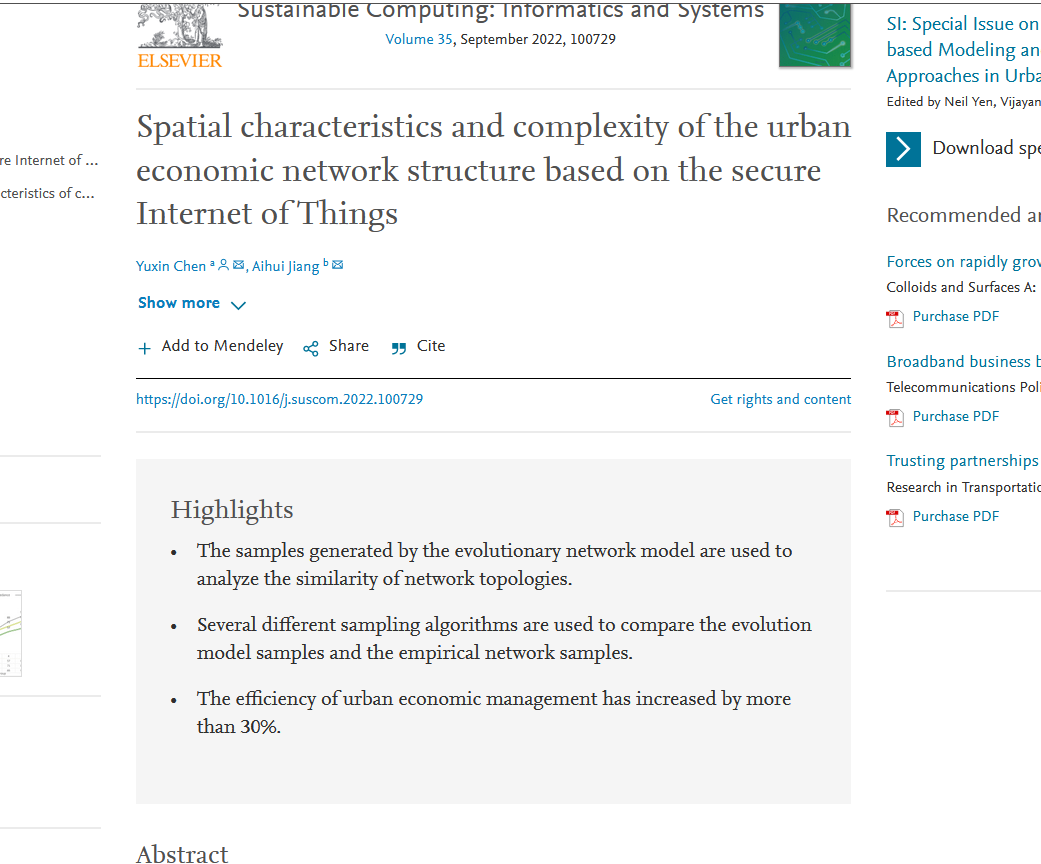 Sustainable Computing: Informatics and Systems
Volume 35, September 2022, 100729
ELSEVIER
Spatial characteristics and complexity of the urban
economic network structure based on the secure
Internet of Things
Yuxin Chen a, Aihui Jiang b
Show more
Add to Mendeley Share Cite
https://doi.org/10.1016/j.suscom.2022.100729 Get rights and content
Highlights
• The samples generated by the evolutionary network model are used to
analyze the similarity of network topologies.
• Several different sampling algorithms are used to compare the evolution
model samples and the empirical network samples.
• The efficiency of urban economic management has increased by more
than 30%.
Abstract
re Internet of ...
cteristics of c...
SI: Special Issue on
based Modeling an
Approaches in Urba
Edited by Neil Yen, Vijayan
Download spe
Recommended ar
Forces on rapidly grov
Colloids and Surfaces A:
Purchase PDF
Broadband business b
Telecommunications Poli
Purchase PDF
Trusting partnerships
Research in Transportatic
Purchase PDF